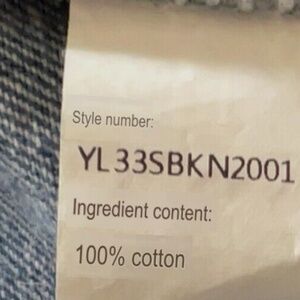 Style number:
YL33SBKN2001
Ingredient content:
100% cotton